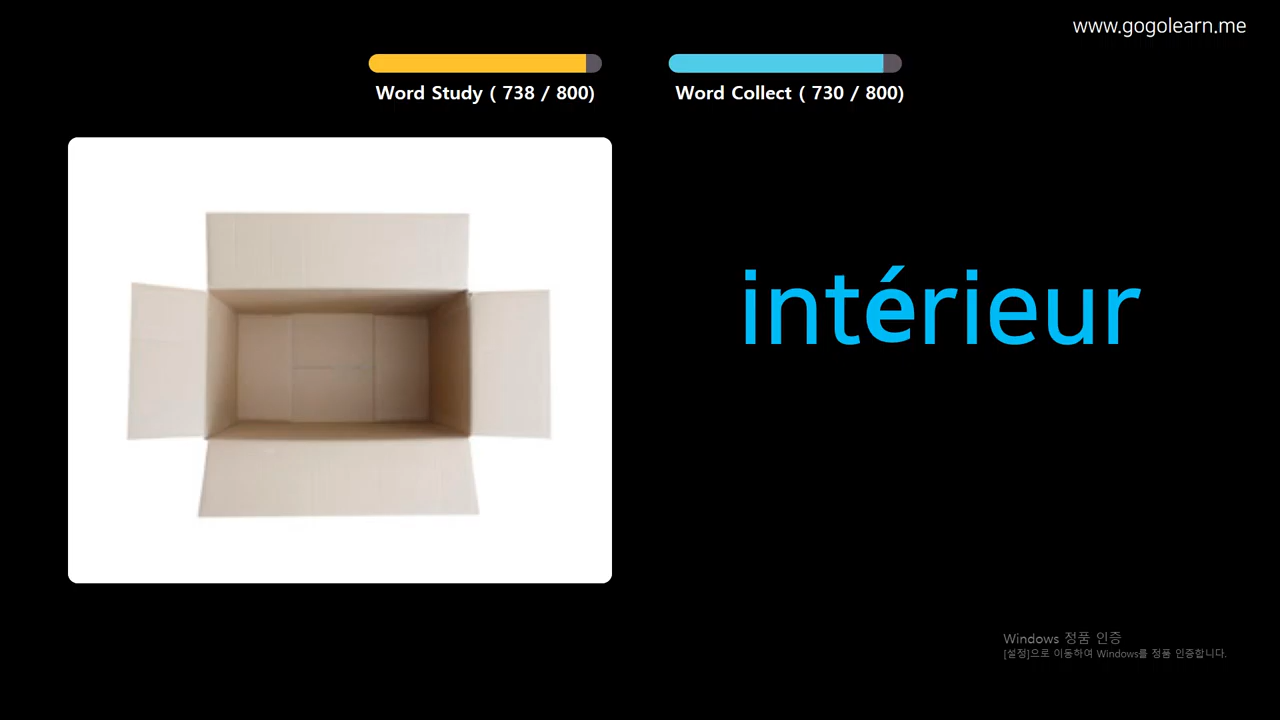 www.gogolearn.me
Word Study ( 738 / 800)
Word Collect ( 730 / 800)
intérieur
Windows 정품 인증
[설정]으로 이동하여 Windows를 정품 인증합니다.